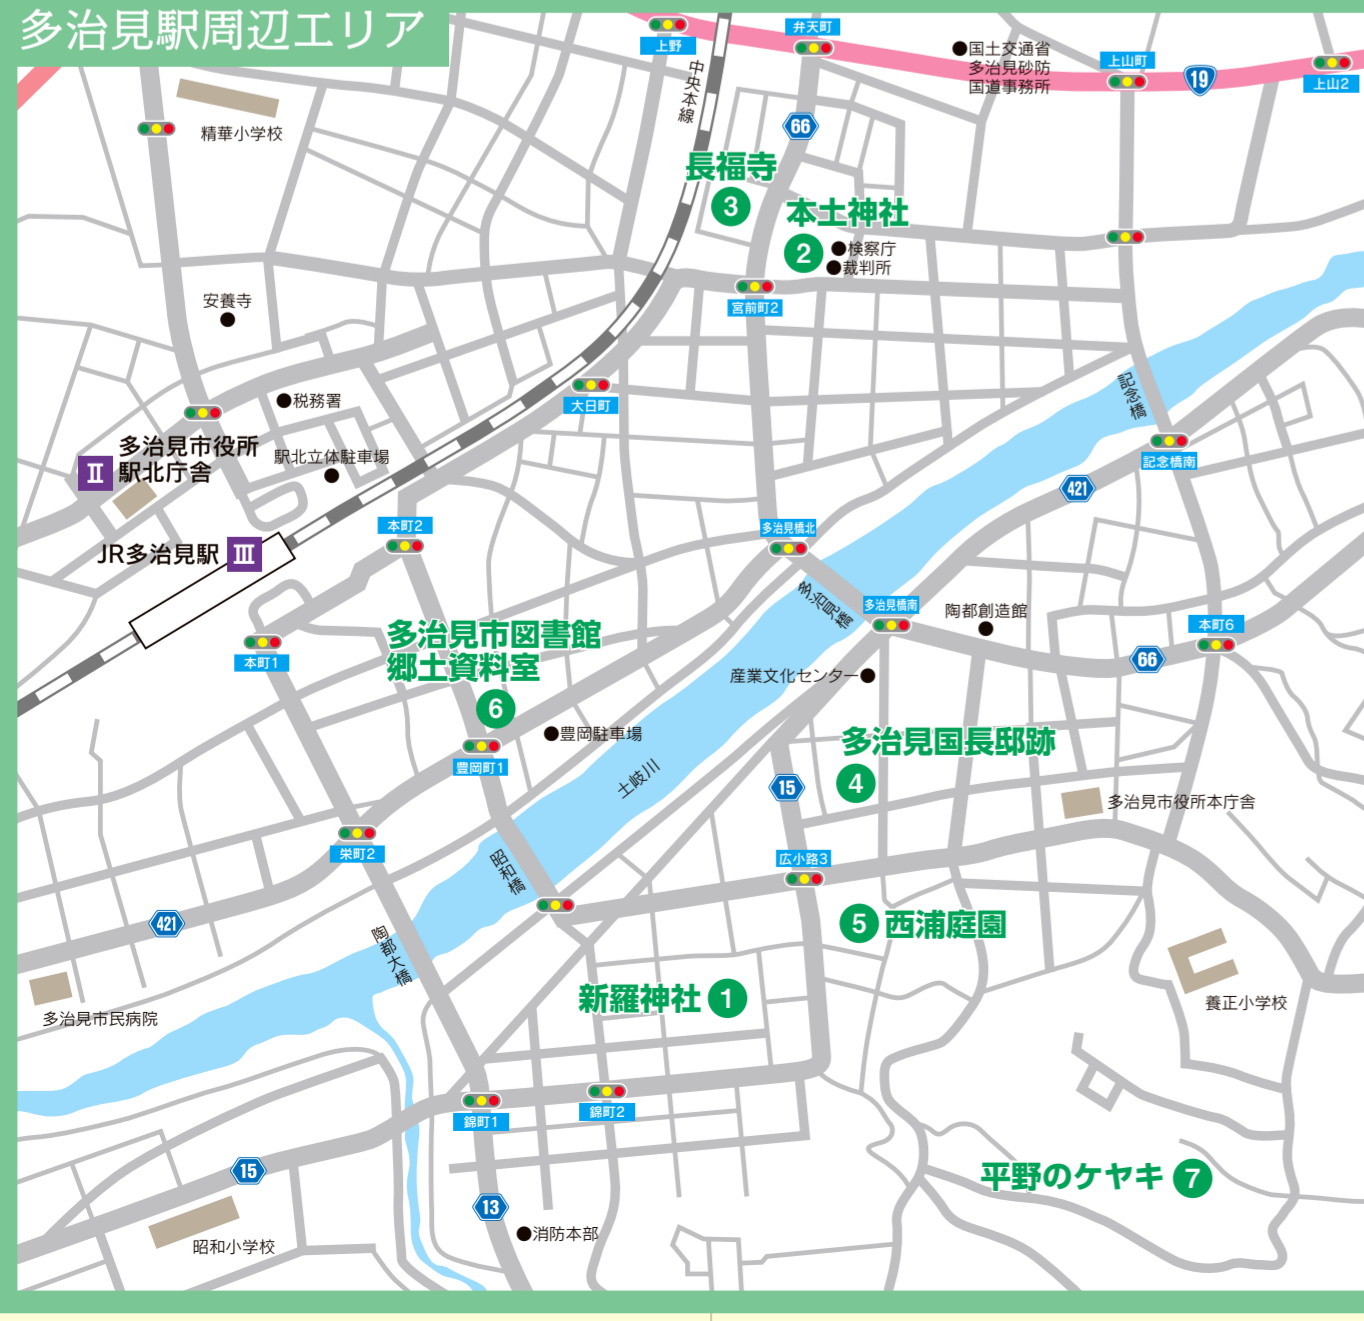 多治見駅周辺エリア
上野
弁天町
国土交通省
多治見砂防
国道事務所
上山町
19
上山2
中央本線
精華小学校
66
長福寺
3
本土神社
2
検察庁
裁判所
宮前町2
安養寺
税務署
大日町
記念橋
多治見市役所
駅北庁舎
II
駅北立体駐車場
記念橋南
421
本町2
多治見橋北
JR多治見駅
III
多治見橋
多治見橋南
陶都創造館
本町6
本町1
多治見市図書館
郷土資料室
6
66
産業文化センター
豊岡駐車場
豊岡町1
多治見国長邸跡
4
土岐川
15
多治見市役所本庁舎
栄町2
昭和橋
広小路3
421
陶都大橋
5
西浦庭園
新羅神社
1
養正小学校
多治見市民病院
錦町1
錦町2
15
平野のケヤキ
7
13
消防本部
昭和小学校